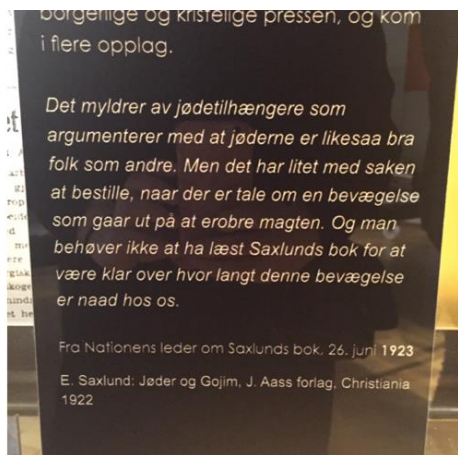 borgerlige og kristelige pressen, og kom
i flere opplag.
Det myldrer av jødetilhængere som
argumenterer med at jøderne er likesaa bra
folk som andre. Men det har litet med saken
at bestille, naar der er tale om en bevægelse
som gaar ut på at erobre magten. Og man
behøver ikke at ha læst Saxlunds bok for at
være klar over hvor langt denne bevægelse
er naad hos os.
Fra Nationens leder om Saxlunds bok, 26. juni 1923
E. Saxlund: Jøder og Gojim, J. Aass forlag, Christiania
1922